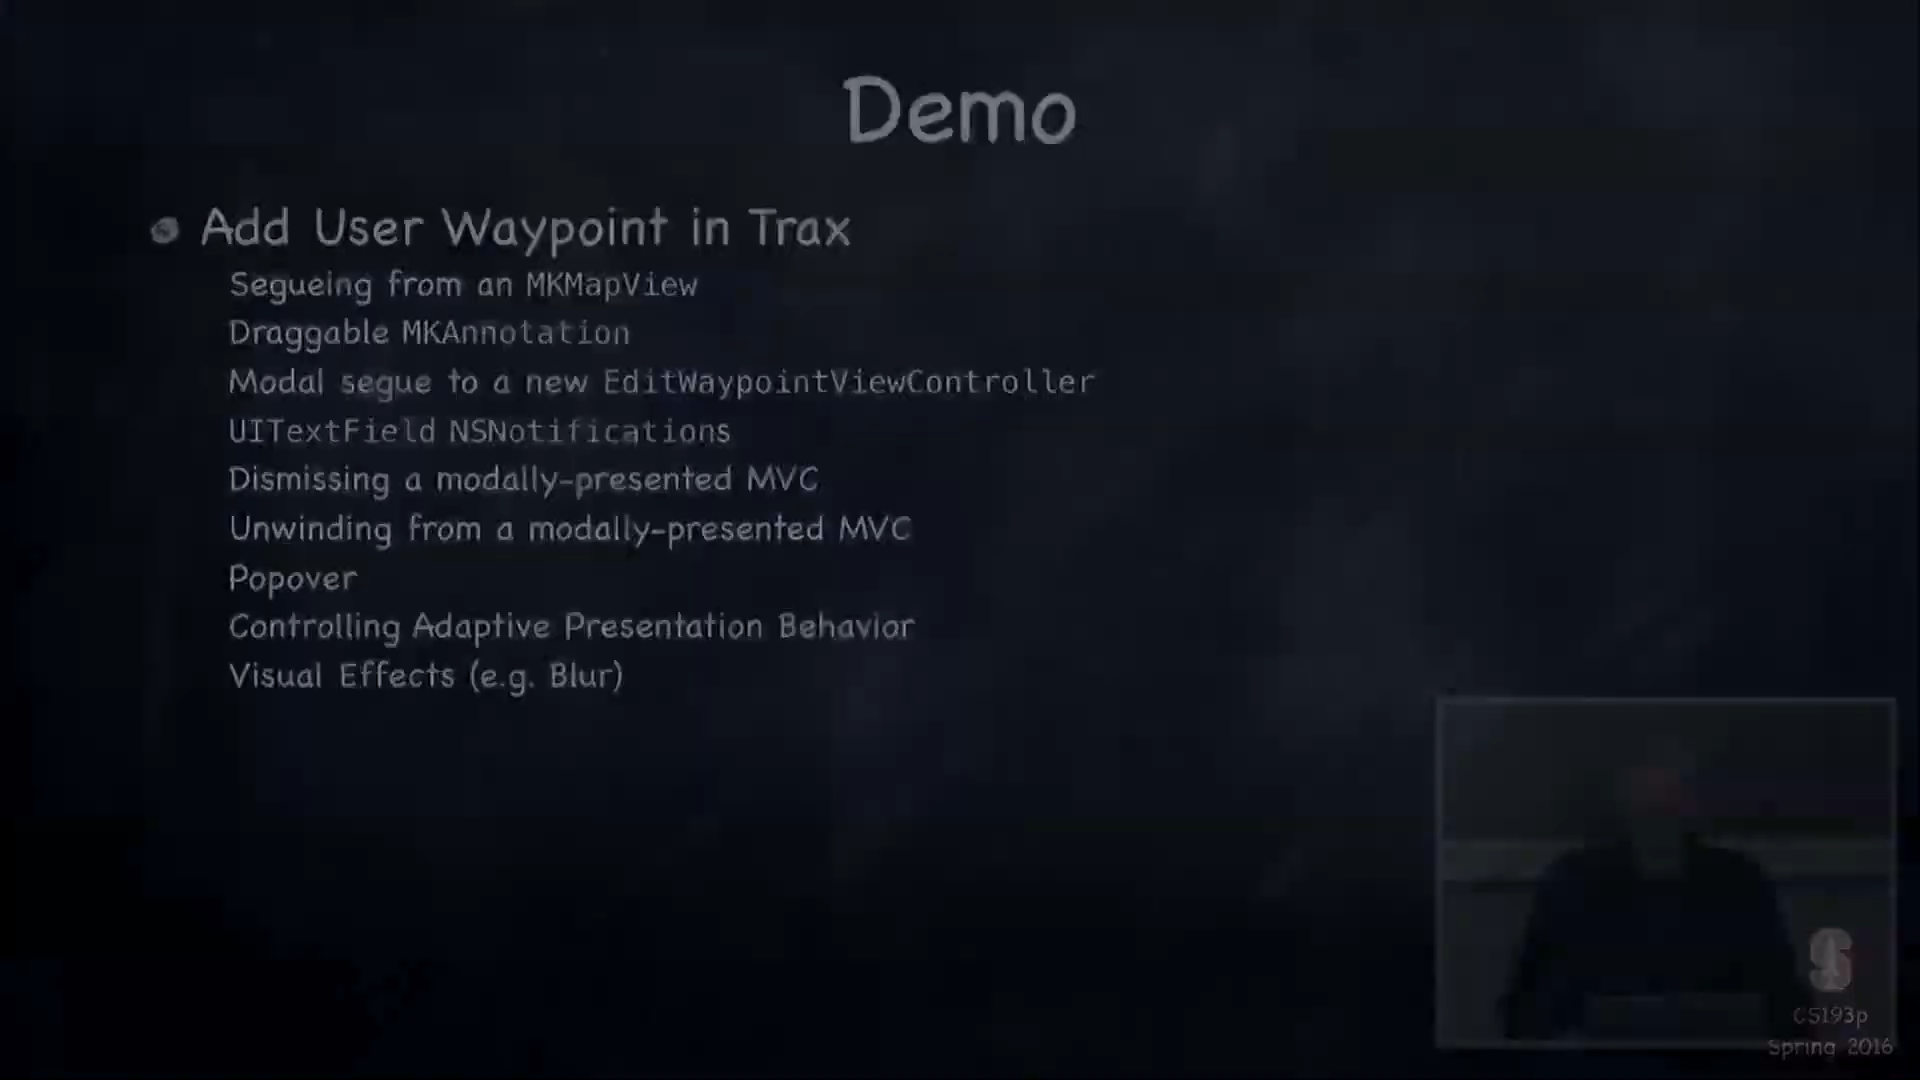 Demo
Add User Waypoint in Trax
Segueing from an MKMapView
Draggable MKAnnotation
Modal segue to a new EditWaypointViewController
UITextField NSNotifications
Dismissing a modally-presented MVC
Unwinding from a modally-presented MVC
Popover
Controlling Adaptive Presentation Behavior
Visual Effects (e.g. Blur)
S
CS193p
Spring 2016